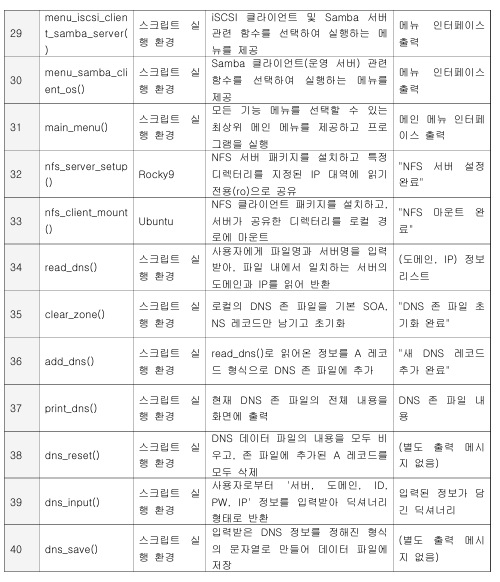 29
menu_iscsi_clien
t_samba_server(
)
스크립트 실
행 환경
iSCSI 클라이언트 및 Samba 서버
관련 함수를 선택하여 실행하는 메
뉴를 제공
메뉴 인터페이스
출력
30
menu_samba_cli
ent_os()
스크립트 실
행 환경
Samba 클라이언트(운영 서버) 관련
함수를 선택하여 실행하는 메뉴를
제공
메뉴 인터페이스
출력
31
main_menu()
스크립트 실
행 환경
모든 기능 메뉴를 선택할 수 있는
최상위 메인 메뉴를 제공하고 프로
그램을 실행
메인 메뉴 인터페
이스 출력
32
nfs_server_setup
()
Rocky9
NFS 서버 패키지를 설치하고 특정
디렉터리를 지정된 IP 대역에 읽기
전용(ro)으로 공유
"NFS 서버 설정
완료"
33
nfs_client_mount
()
Ubuntu
NFS 클라이언트 패키지를 설치하고,
서버가 공유한 디렉터리를 로컬 경
로에 마운트
"NFS 마운트 완
료"
34
read_dns()
스크립트 실
행 환경
사용자에게 파일명과 서버명을 입력
받아, 파일 내에서 일치하는 서버의
도메인과 IP를 읽어 반환
(도메인, IP) 정보
리스트
35
clear_zone()
스크립트 실
행 환경
로컬의 DNS 존 파일을 기본 SOA,
NS 레코드만 남기고 초기화
"DNS 존 파일 초
기화 완료"
36
add_dns()
스크립트 실
행 환경
read_dns()로 읽어온 정보를 A 레코
드 형식으로 DNS 존 파일에 추가
"새 DNS 레코드
추가 완료"
37
print_dns()
스크립트 실
행 환경
현재 DNS 존 파일의 전체 내용을
화면에 출력
DNS 존 파일 내
용
38
dns_reset()
스크립트 실
행 환경
DNS 데이터 파일의 내용을 모두 비
우고, 존 파일에 추가된 A 레코드를
모두 삭제
(별도 출력 메시
지 없음)
39
dns_input()
스크립트 실
행 환경
사용자로부터 '서버, 도메인, ID,
PW, IP' 정보를 입력받아 딕셔너리
형태로 반환
입력된 정보가 담
긴 딕셔너리
40
dns_save()
스크립트 실
행 환경
입력받은 DNS 정보를 정해진 형식
의 문자열로 만들어 데이터 파일에
저장
(별도 출력 메시
지 없음)